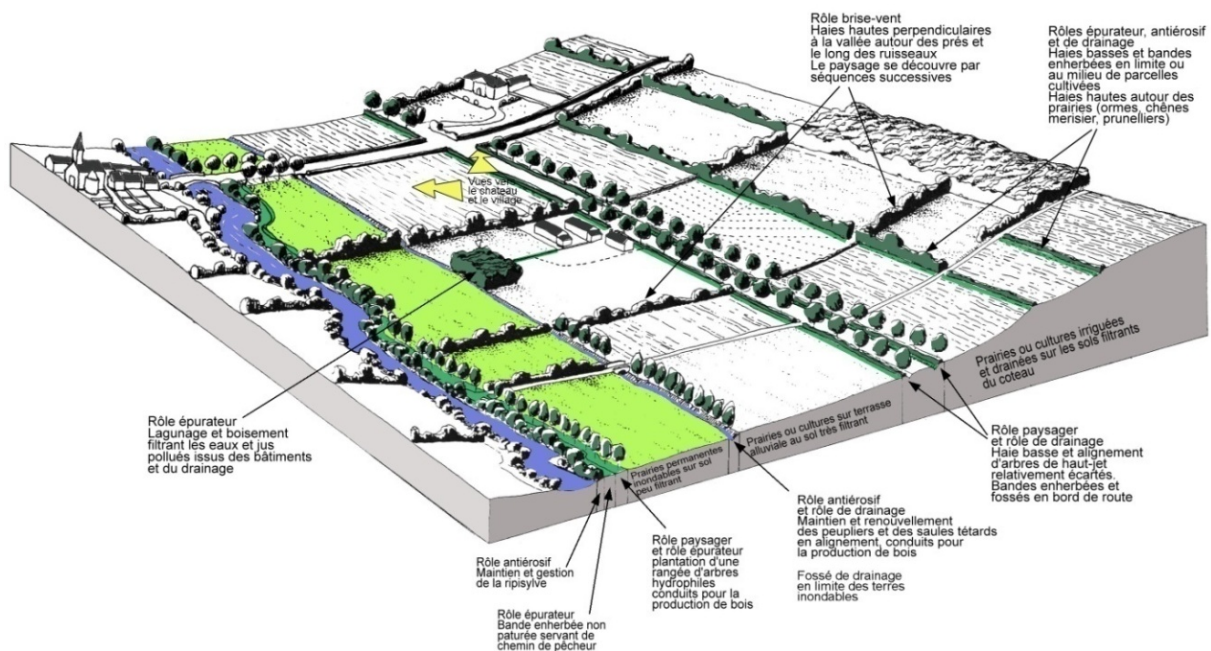 Rôle brise-vent
Haies hautes perpendiculaires
à la vallée autour des prés et
le long des ruisseaux
Le paysage se découvre par
séquences successives
Rôles épurateur, antiérosif
et de drainage
Haies basses et bandes
enherbées en limite ou
au milieu de parcelles
cultivées
Haies hautes autour des
prairies (ormes, chênes
merisier, prunelliers)
Vues vers
le chateau
et le village
Rôle épurateur
Lagunage et boisement
filtrant les eaux et jus
pollués issus des bâtiments
et du drainage
Prairies permanentes
inondables sur sol
peu filtrant
Prairies ou cultures sur terrasse
alluviale au sol très filtrant
Prairies ou cultures irriguées
et drainées sur les sols filtrants
du coteau
Rôle paysager
et rôle de drainage
Haie basse et alignement
d'arbres de haut-jet
relativement écartés.
Bandes enherbées et
fossés en bord de route
Rôle antiérosif
et rôle de drainage
Maintien et renouvellement
des peupliers et des saules tétards
en alignement, conduits pour
la production de bois
Fossé de drainage
en limite des terres
inondables
Rôle paysager
et rôle épurateur
plantation d'une
rangée d'arbres
hydrophiles
conduits pour la
production de bois
Rôle antiérosif
Maintien et gestion
de la ripisylve
Rôle épurateur
Bande enherbée non
paturée servant de
chemin de pêcheur